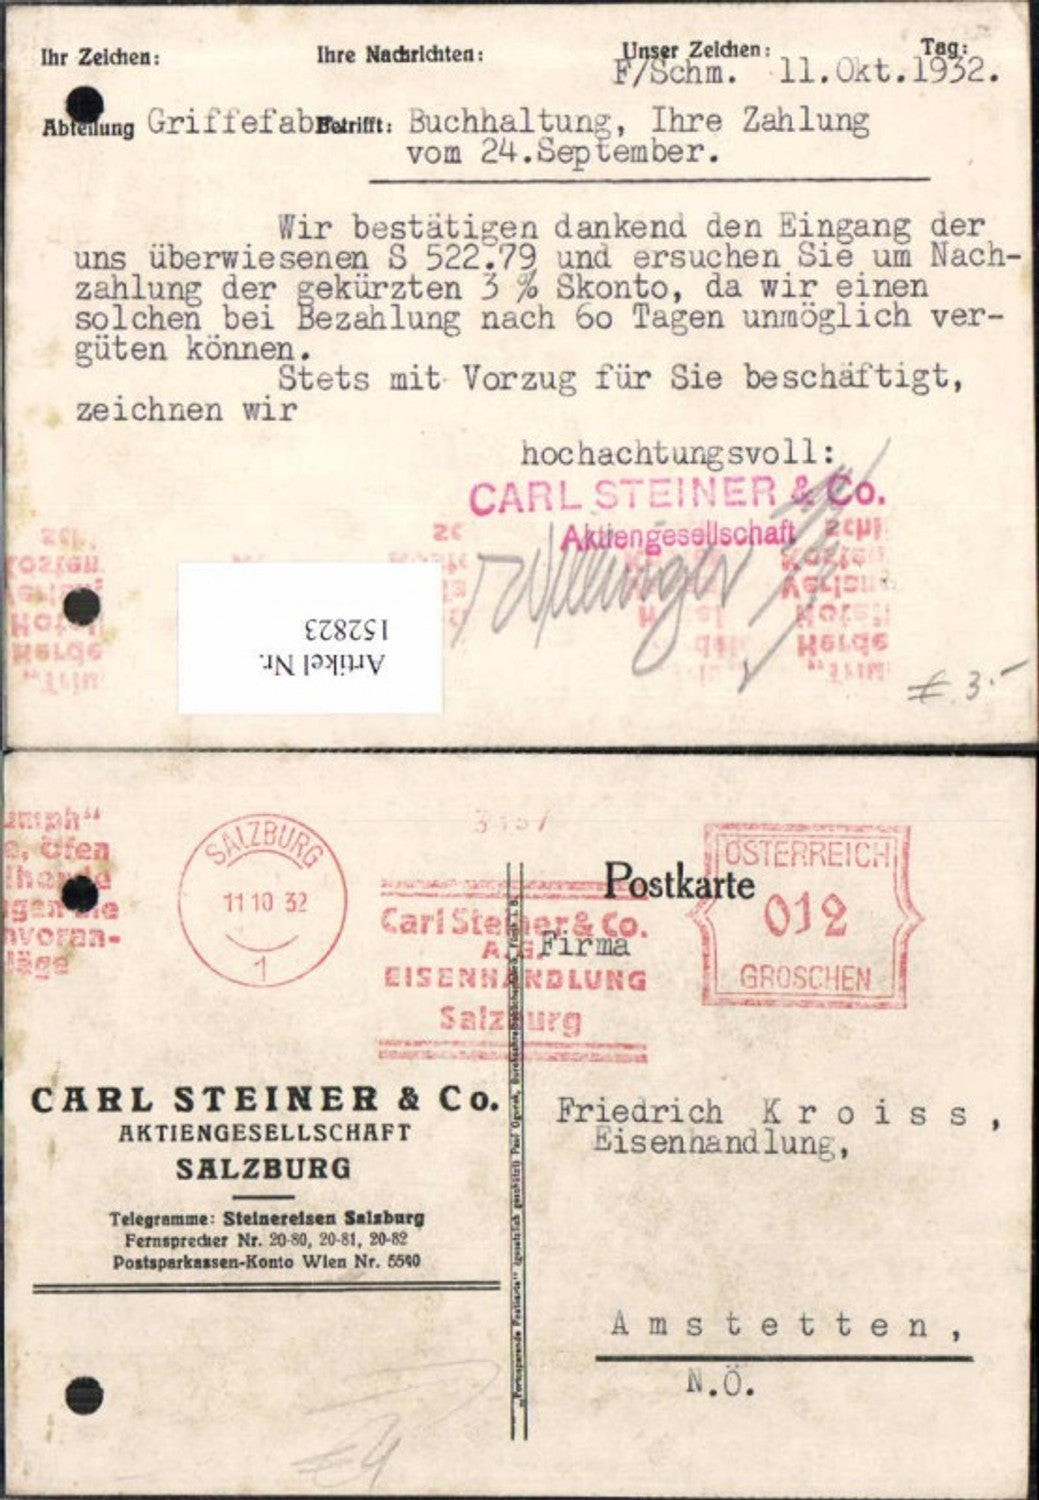 Ihr Zeichen: Ihre Nachrichten: Unser Zeichen: Tag:
F/Schm. 11.Okt.1932.
Abteilung Griffefab Betrifft: Buchhaltung, Ihre Zahlung
vom 24.September.
Wir bestätigen dankend den Eingang der
uns überwiesenen S 522.79 und ersuchen Sie um Nach-
zahlung der gekürzten 3 % Skonto, da wir einen
solchen bei Bezahlung nach 60 Tagen unmöglich ver-
güten können.
Stets mit Vorzug für Sie beschäftigt,
zeichnen wir
hochachtungsvoll:
CARL STEINER & Co.
Aktiengesellschaft
Artikel Nr.
152823
€ 3.-
SALZBURG
11 10 32
1
Carl Steiner & Co.
A.G.
EISENHANDLUNG
Salzburg
Postkarte
ÖSTERREICH
012
GROSCHEN
Firma
CARL STEINER & Co.
AKTIENGESELLSCHAFT
SALZBURG
Telegramme: Steinereisen Salzburg
Fernsprecher Nr. 20-80, 20-81, 20-82
Postsparkassen-Konto Wien Nr. 5540
Friedrich Kroiss,
Eisenhandlung,
Amstetten,
N.Ö.
€4